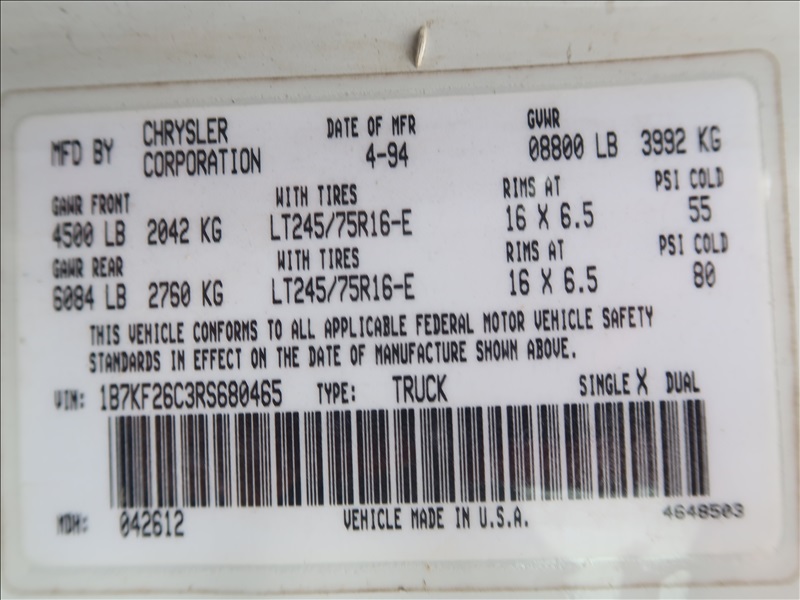 MFD BY CHRYSLER CORPORATION DATE OF MFR 4-94 GVWR 08800 LB 3992 KG
GAWR FRONT WITH TIRES RIMS AT PSI COLD
4500 LB 2042 KG LT245/75R16-E 16 X 6.5 55
GAWR REAR WITH TIRES RIMS AT PSI COLD
6084 LB 2760 KG LT245/75R16-E 16 X 6.5 80
THIS VEHICLE CONFORMS TO ALL APPLICABLE FEDERAL MOTOR VEHICLE SAFETY
STANDARDS IN EFFECT ON THE DATE OF MANUFACTURE SHOWN ABOVE.
VIN: 1B7KF26C3RS680465 TYPE: TRUCK SINGLE X DUAL
MDH: 042612 VEHICLE MADE IN U.S.A. 4648503